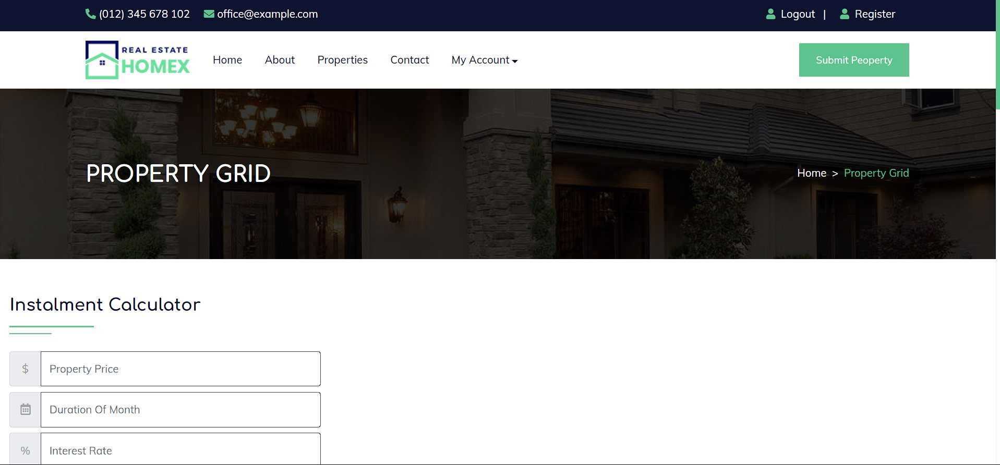 (012) 345 678 102 office@example.com Logout | Register
REAL ESTATE
HOMEX
Home About Properties Contact My Account Submit Peoperty
PROPERTY GRID
Home > Property Grid
Instalment Calculator
$ Property Price
Duration Of Month
% Interest Rate